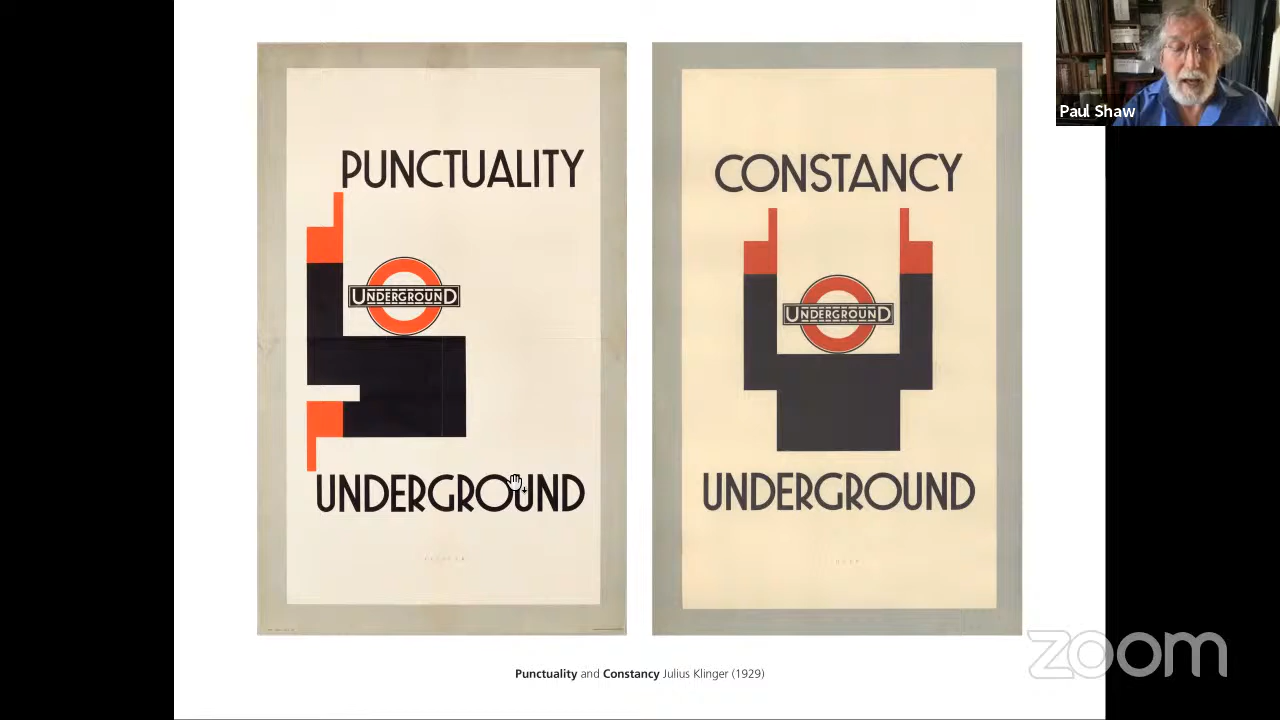 Paul Shaw
PUNCTUALITY
UNDERGROUND
UNDERGROUND
CONSTANCY
UNDERGROUND
UNDERGROUND
zoom
Punctuality and Constancy Julius Klinger (1929)